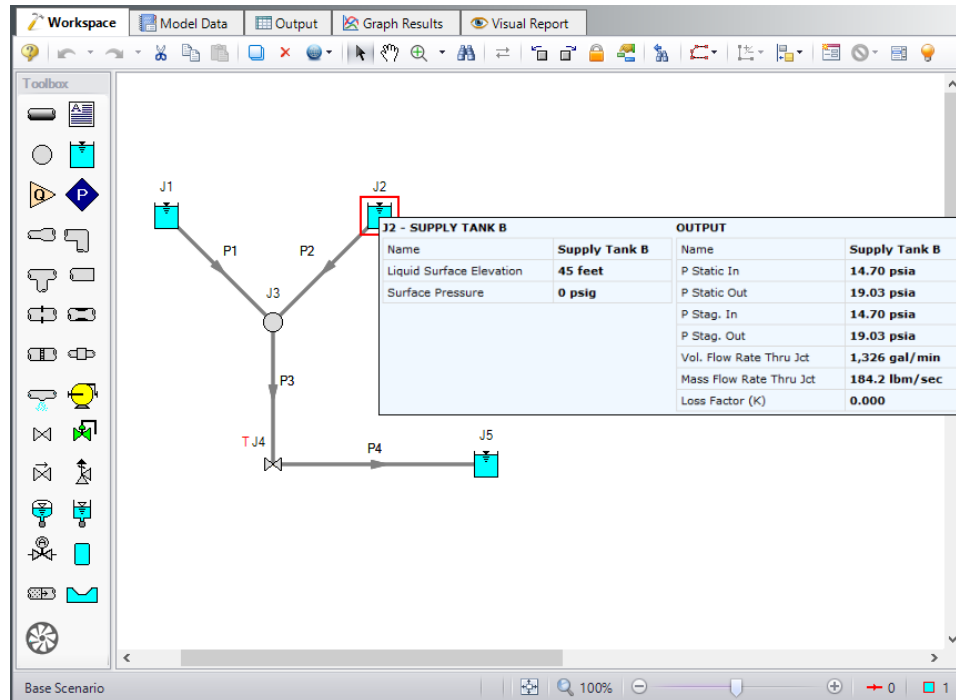 Workspace Model Data Output Graph Results Visual Report
Toolbox
A
Q P
J1 J2
P1 P2
J3
P3
T J4
P4
J5
J2 - SUPPLY TANK B OUTPUT
Name Supply Tank B Name Supply Tank B
Liquid Surface Elevation 45 feet P Static In 14.70 psia
Surface Pressure 0 psig P Static Out 19.03 psia
P Stag. In 14.70 psia
P Stag. Out 19.03 psia
Vol. Flow Rate Thru Jct 1,326 gal/min
Mass Flow Rate Thru Jct 184.2 lbm/sec
Loss Factor (K) 0.000
Base Scenario 100% 0 1